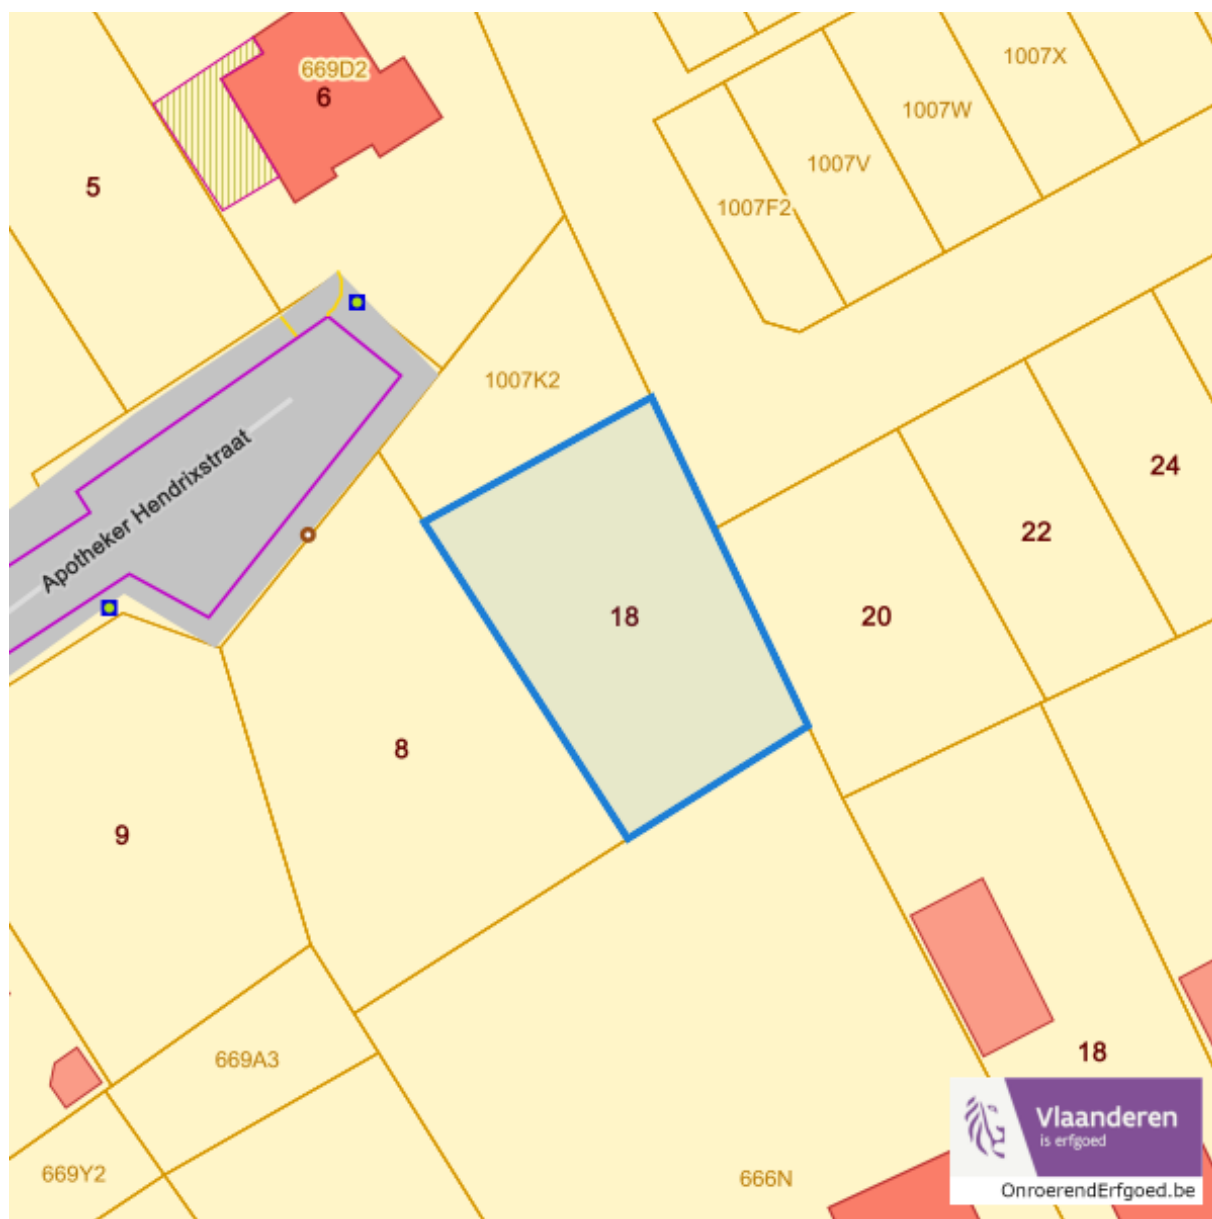 1007X
669D2
6
1007W
1007V
5
1007F2
1007K2
Apotheker Hendrixstraat
24
22
18
20
8
9
18
669A3
Vlaanderen
is erfgoed
669Y2
666N
OnroerendErfgoed.be